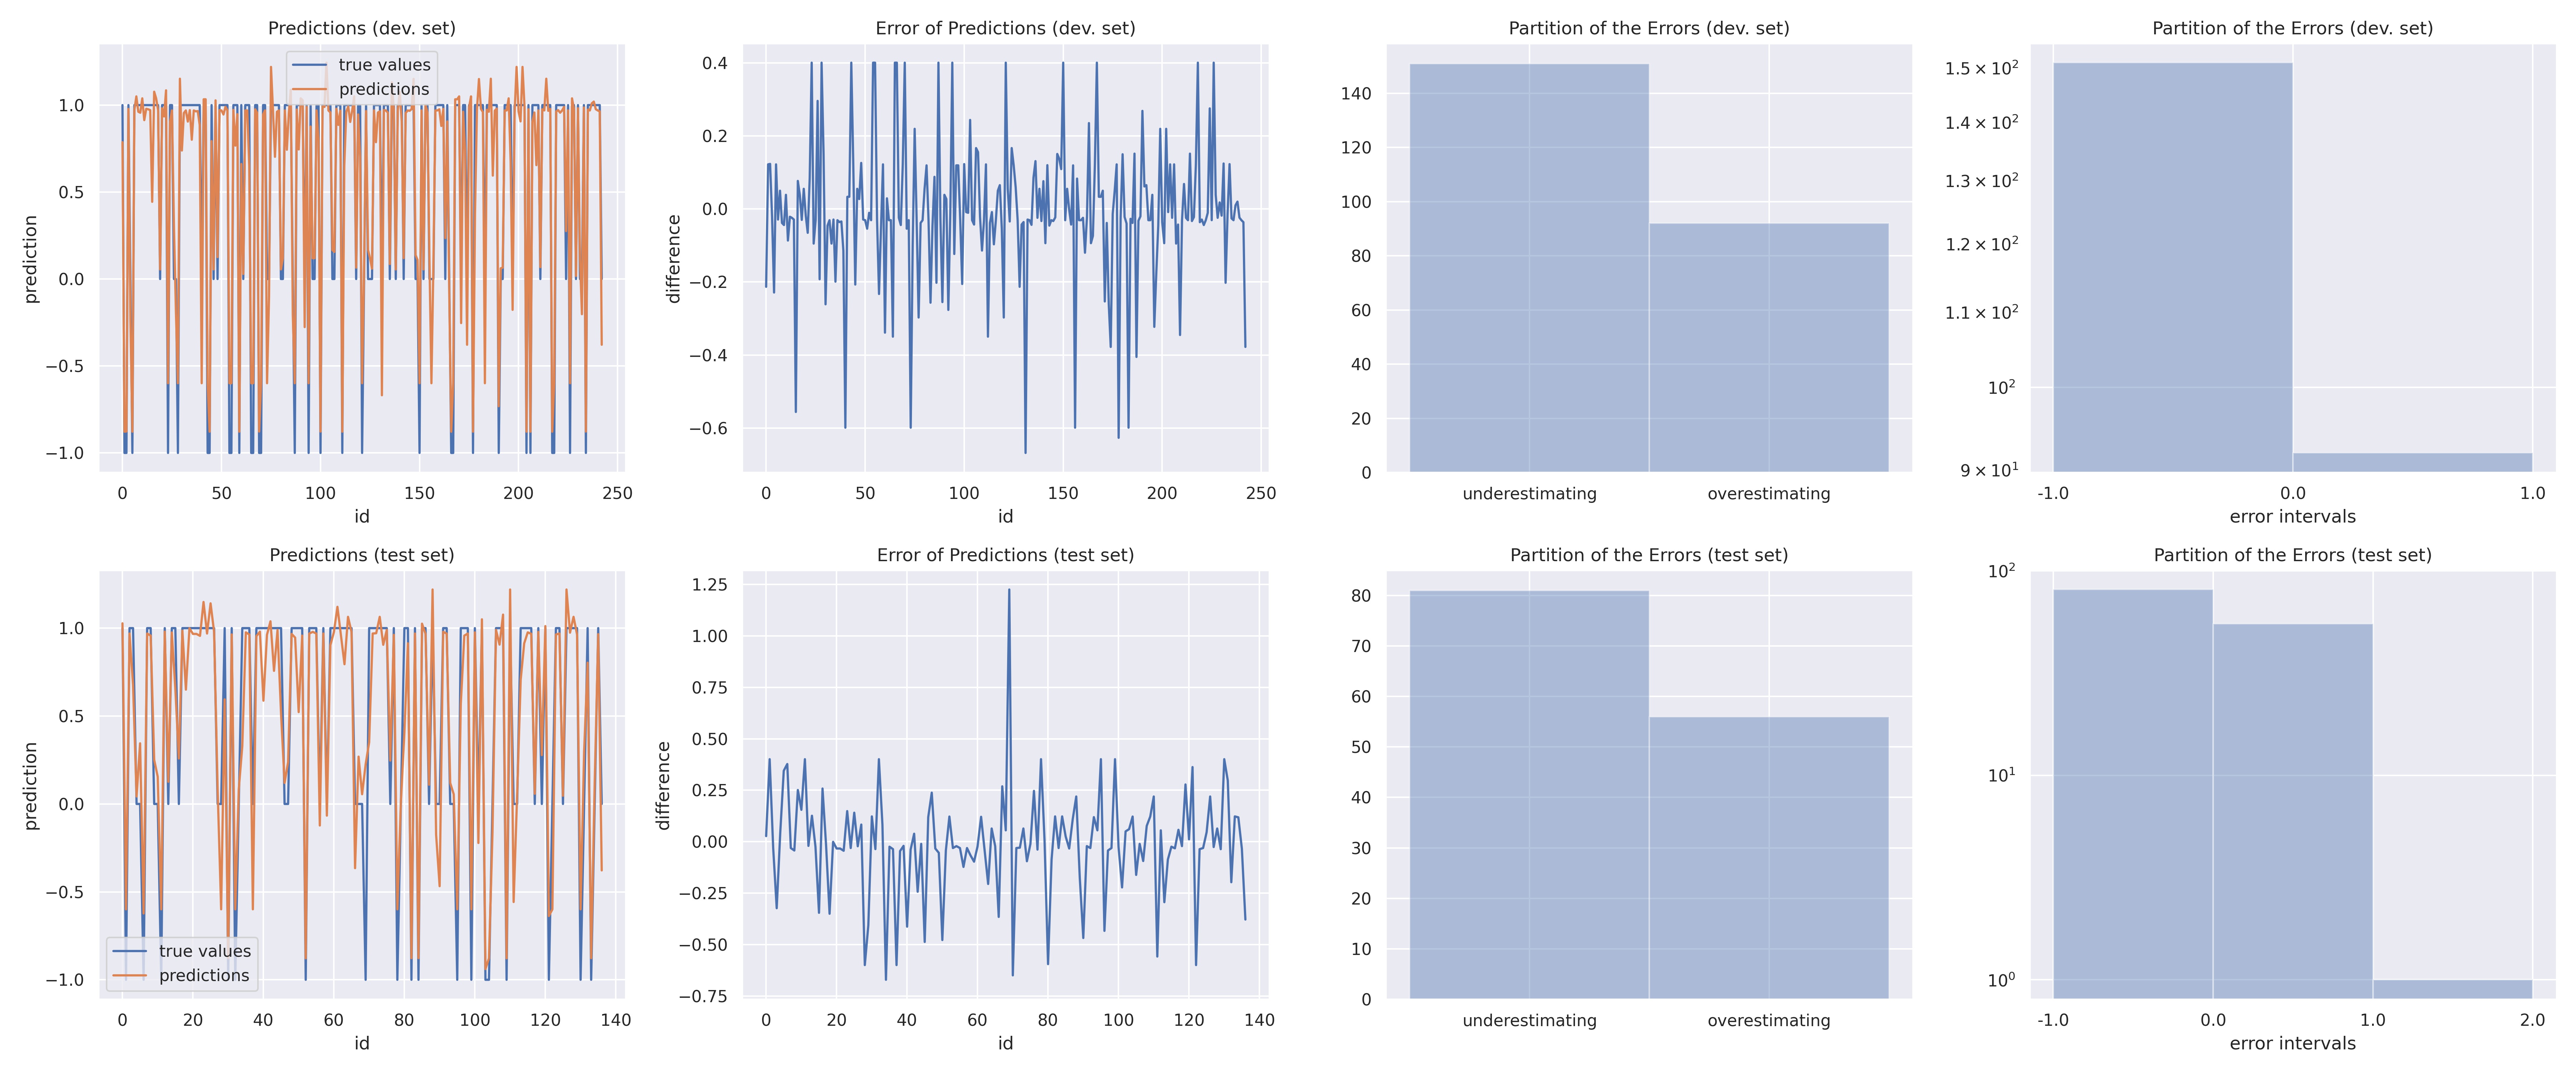 Predictions (dev. set)
true values
predictions
1.0
0.5
0.0
−0.5
−1.0
prediction
0 50 100 150 200 250
id
Error of Predictions (dev. set)
0.4
0.2
0.0
−0.2
−0.4
−0.6
difference
0 50 100 150 200 250
id
Partition of the Errors (dev. set)
140
120
100
80
60
40
20
0
underestimating overestimating
Partition of the Errors (dev. set)
1.5 × 10²
1.4 × 10²
1.3 × 10²
1.2 × 10²
1.1 × 10²
10²
9 × 10¹
-1.0 0.0 1.0
error intervals
Predictions (test set)
1.0
0.5
0.0
−0.5
−1.0
prediction
true values
predictions
0 20 40 60 80 100 120 140
id
Error of Predictions (test set)
1.25
1.00
0.75
0.50
0.25
0.00
−0.25
−0.50
−0.75
difference
0 20 40 60 80 100 120 140
id
Partition of the Errors (test set)
80
70
60
50
40
30
20
10
0
underestimating overestimating
Partition of the Errors (test set)
10²
10¹
10⁰
-1.0 0.0 1.0 2.0
error intervals